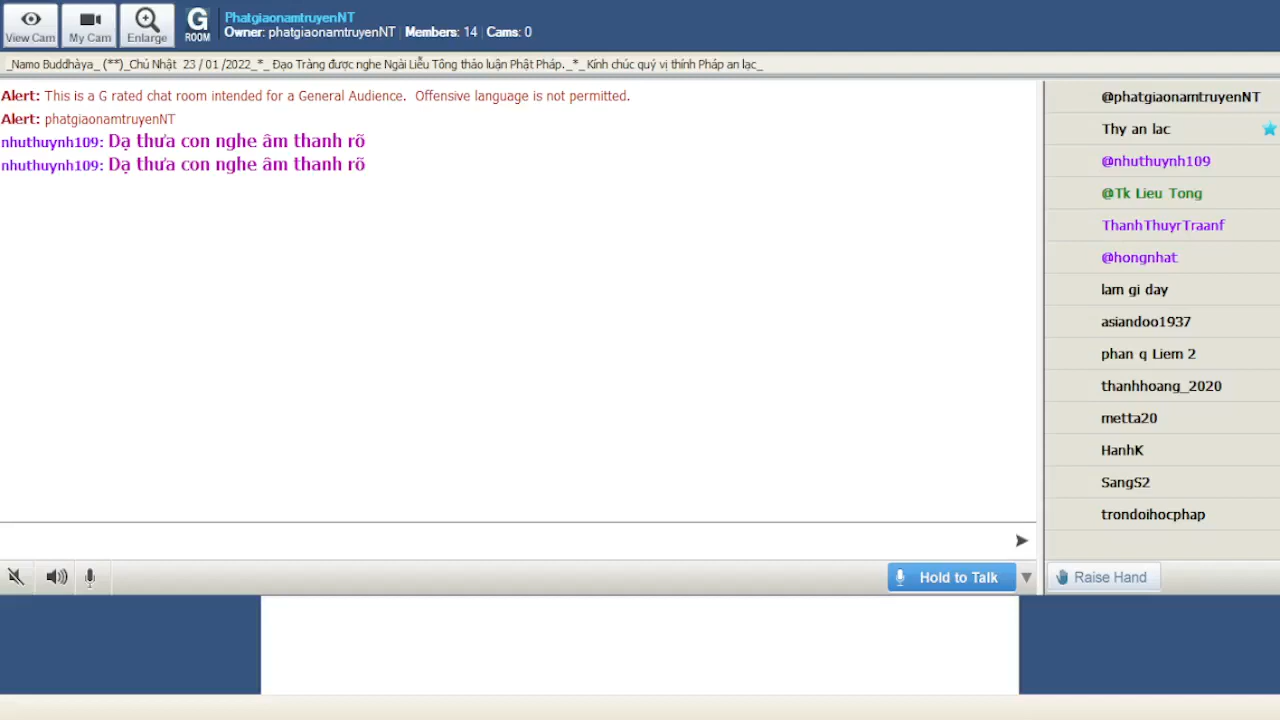 PhatgiaonamtruyenNT
Owner: phatgiaonamtruyenNT | Members: 14 | Cams: 0
View Cam
My Cam
Enlarge
G
ROOM
_Namo Buddhàya_ (**)_Chủ Nhật 23 / 01 /2022_*_ Đạo Tràng được nghe Ngài Liễu Tông thảo luận Phật Pháp._*_ Kính chúc quý vị thính Pháp an lạc_
Alert: This is a G rated chat room intended for a General Audience. Offensive language is not permitted.
Alert: phatgiaonamtruyenNT
nhuthuynh109: Dạ thưa con nghe âm thanh rõ
nhuthuynh109: Dạ thưa con nghe âm thanh rõ
@phatgiaonamtruyenNT
Thy an lac
@nhuthuynh109
@Tk Lieu Tong
ThanhThuyrTraanf
@hongnhat
lam gi day
asiandoo1937
phan q Liem 2
thanhhoang_2020
metta20
HanhK
SangS2
trondoihocphap
Hold to Talk
Raise Hand